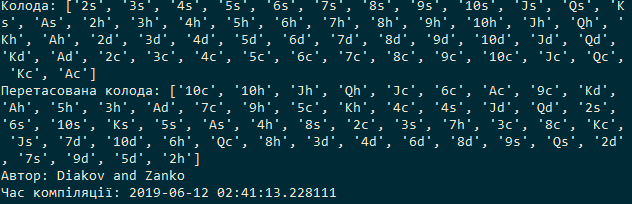 Колода: ['2s', '3s', '4s', '5s', '6s', '7s', '8s', '9s', '10s', 'Js', 'Qs', 'K
s', 'As', '2h', '3h', '4h', '5h', '6h', '7h', '8h', '9h', '10h', 'Jh', 'Qh', '
Kh', 'Ah', '2d', '3d', '4d', '5d', '6d', '7d', '8d', '9d', '10d', 'Jd', 'Qd',
'Kd', 'Ad', '2c', '3c', '4c', '5c', '6c', '7c', '8c', '9c', '10c', 'Jc', 'Qc',
 'Kc', 'Ac']
Перетасована колода: ['10c', '10h', 'Jh', 'Qh', 'Jc', '6c', 'Ac', '9c', 'Kd',
'Ah', '5h', '3h', 'Ad', '7c', '9h', '5c', 'Kh', '4c', '4s', 'Jd', 'Qd', '2s',
'6s', '10s', 'Ks', '5s', 'As', '4h', '8s', '2c', '3s', '7h', '3c', '8c', 'Kc',
 'Js', '7d', '10d', '6h', 'Qc', '8h', '3d', '4d', '6d', '8d', '9s', 'Qs', '2d'
, '7s', '9d', '5d', '2h']
Автор: Diakov and Zanko
Час компіляції: 2019-06-12 02:41:13.228111